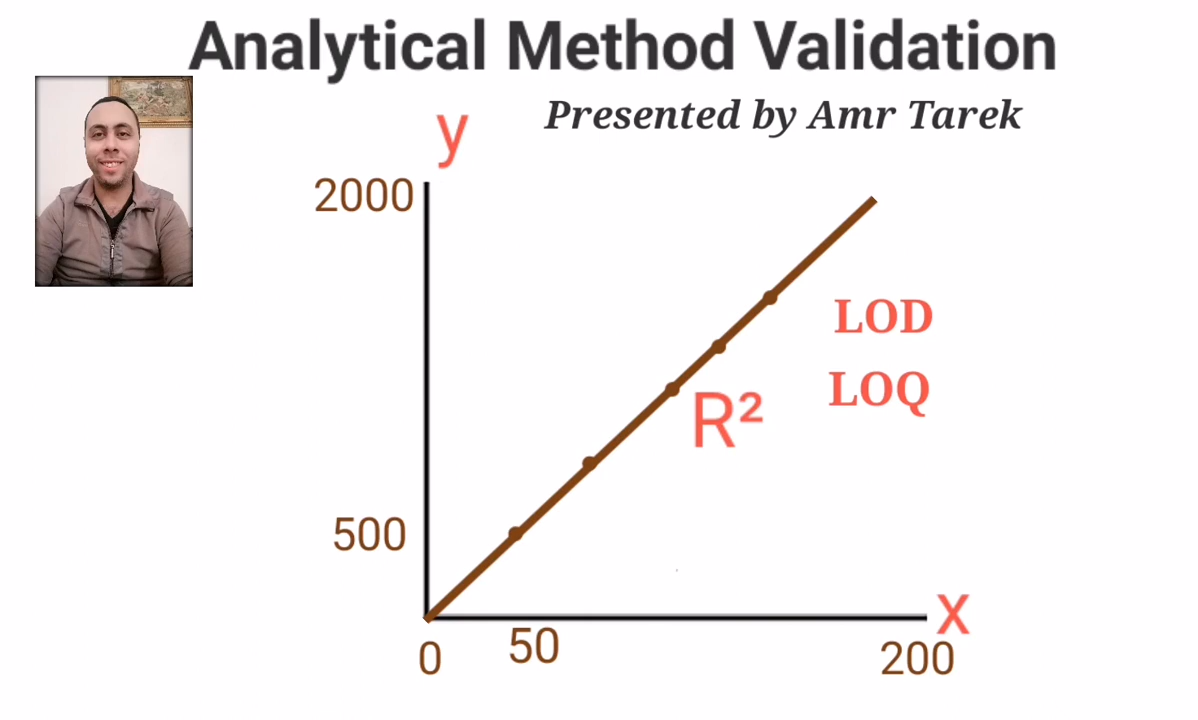 Analytical Method Validation
Presented by Amr Tarek
y
2000
LOD
LOQ
R²
500
x
0
50
200